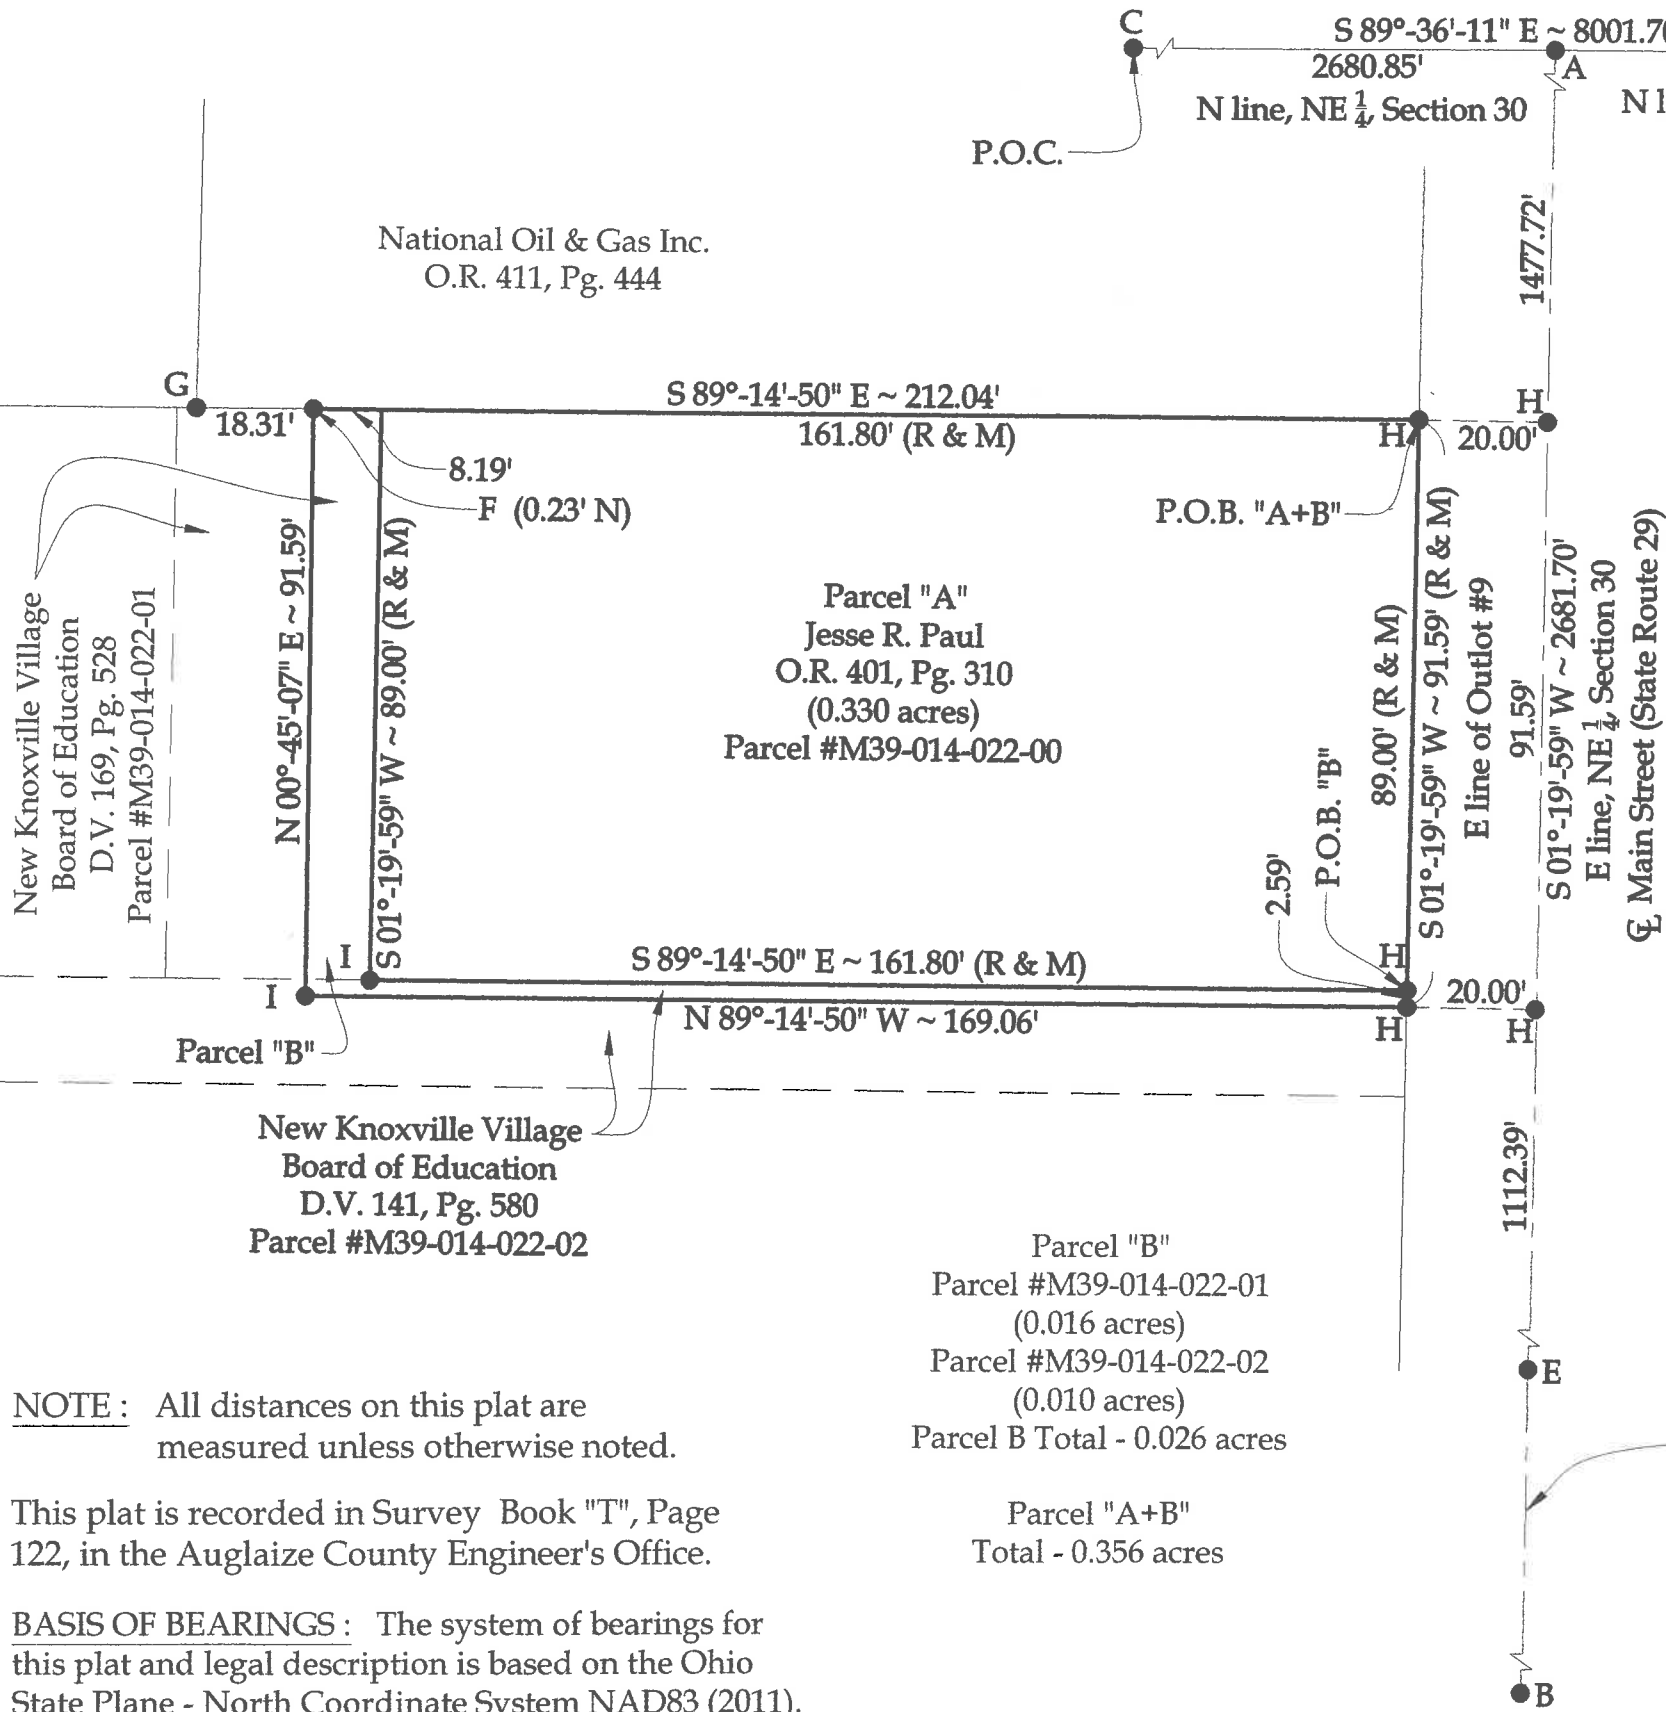 C
S 89°-36'-11" E ~ 8001.70
2680.85'
A
N line, NE 1/4, Section 30
P.O.C.
1477.72'
National Oil & Gas Inc.
O.R. 411, Pg. 444
G
18.31'
S 89°-14'-50" E ~ 212.04'
161.80' (R & M)
H
20.00'
H
8.19'
F (0.23' N)
P.O.B. "A+B"
N 00°-45'-07" E ~ 91.59'
S 01°-19'-59" W ~ 89.00' (R & M)
New Knoxville Village
Board of Education
D.V. 169, Pg. 528
Parcel #M39-014-022-01
Parcel "A"
Jesse R. Paul
O.R. 401, Pg. 310
(0.330 acres)
Parcel #M39-014-022-00
2.59'
P.O.B. "B"
89.00' (R & M)
S 01°-19'-59" W ~ 91.59' (R & M)
E line of Outlot #9
91.59'
S 01°-19'-59" W ~ 2681.70'
E line, NE 1/4, Section 30
℄ Main Street (State Route 29)
I
S 89°-14'-50" E ~ 161.80' (R & M)
H
20.00'
I
N 89°-14'-50" W ~ 169.06'
H
H
Parcel "B"
New Knoxville Village
Board of Education
D.V. 141, Pg. 580
Parcel #M39-014-022-02
1112.39'
Parcel "B"
Parcel #M39-014-022-01
(0.016 acres)
Parcel #M39-014-022-02
(0.010 acres)
Parcel B Total - 0.026 acres
E
Parcel "A+B"
Total - 0.356 acres
B
NOTE : All distances on this plat are
measured unless otherwise noted.
This plat is recorded in Survey Book "T", Page
122, in the Auglaize County Engineer's Office.
BASIS OF BEARINGS : The system of bearings for
this plat and legal description is based on the Ohio
State Plane - North Coordinate System NAD83 (2011).